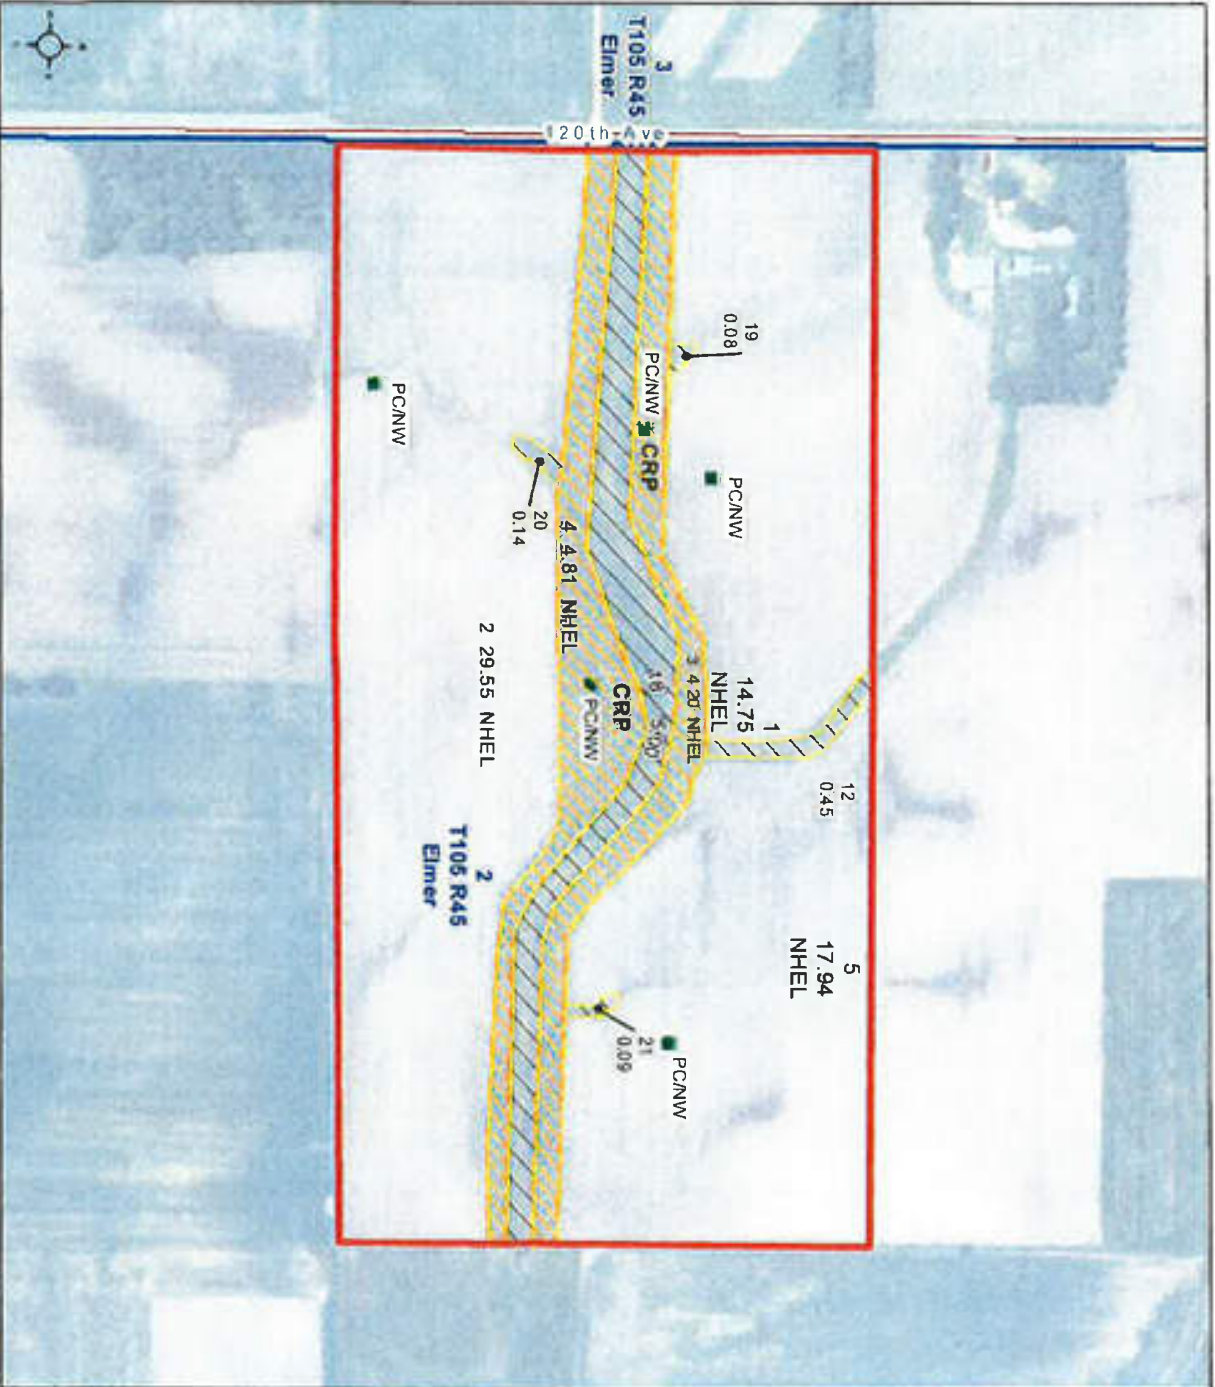 3
T105 R45
Elmer
120th Ave
19
0.08
PC/NW
CRP
PC/NW
PC/NW
20
0.14
4 4.81 NHEL
2 29.55 NHEL
1
14.75
NHEL
3 4.20 NHEL
CRP
PC/NW
12
0.45
2
T105 R45
Elmer
5
17.94
NHEL
21
0.09
PC/NW